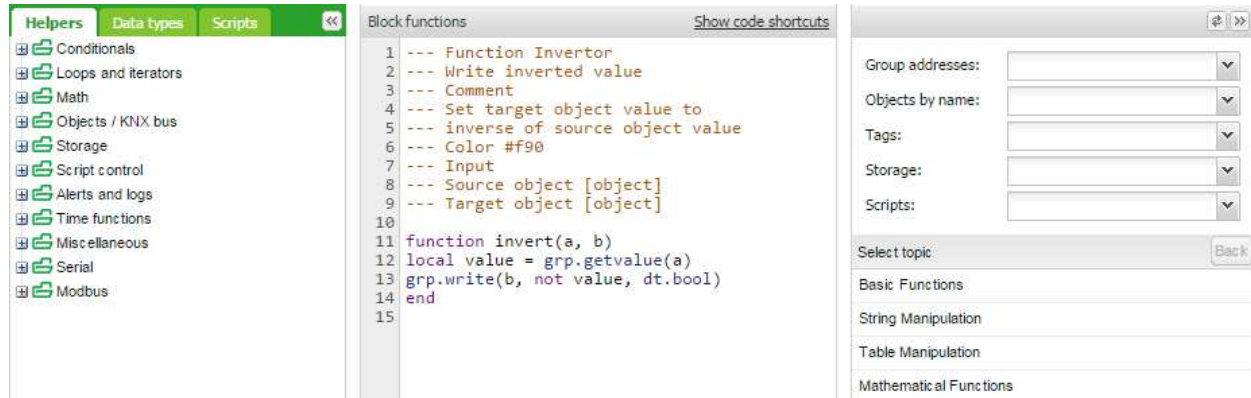 Helpers
Data types
Scripts
Conditionals
Loops and iterators
Math
Objects / KNX bus
Storage
Script control
Alerts and logs
Time functions
Miscellaneous
Serial
Modbus
Block functions
Show code shortcuts
1 --- Function Invertor
2 --- Write inverted value
3 --- Comment
4 --- Set target object value to
5 --- inverse of source object value
6 --- Color #f90
7 --- Input
8 --- Source object [object]
9 --- Target object [object]
10
11 function invert(a, b)
12 local value = grp.getvalue(a)
13 grp.write(b, not value, dt.bool)
14 end
15
Group addresses:
Objects by name:
Tags:
Storage:
Scripts:
Select topic
Back
Basic Functions
String Manipulation
Table Manipulation
Mathematical Functions